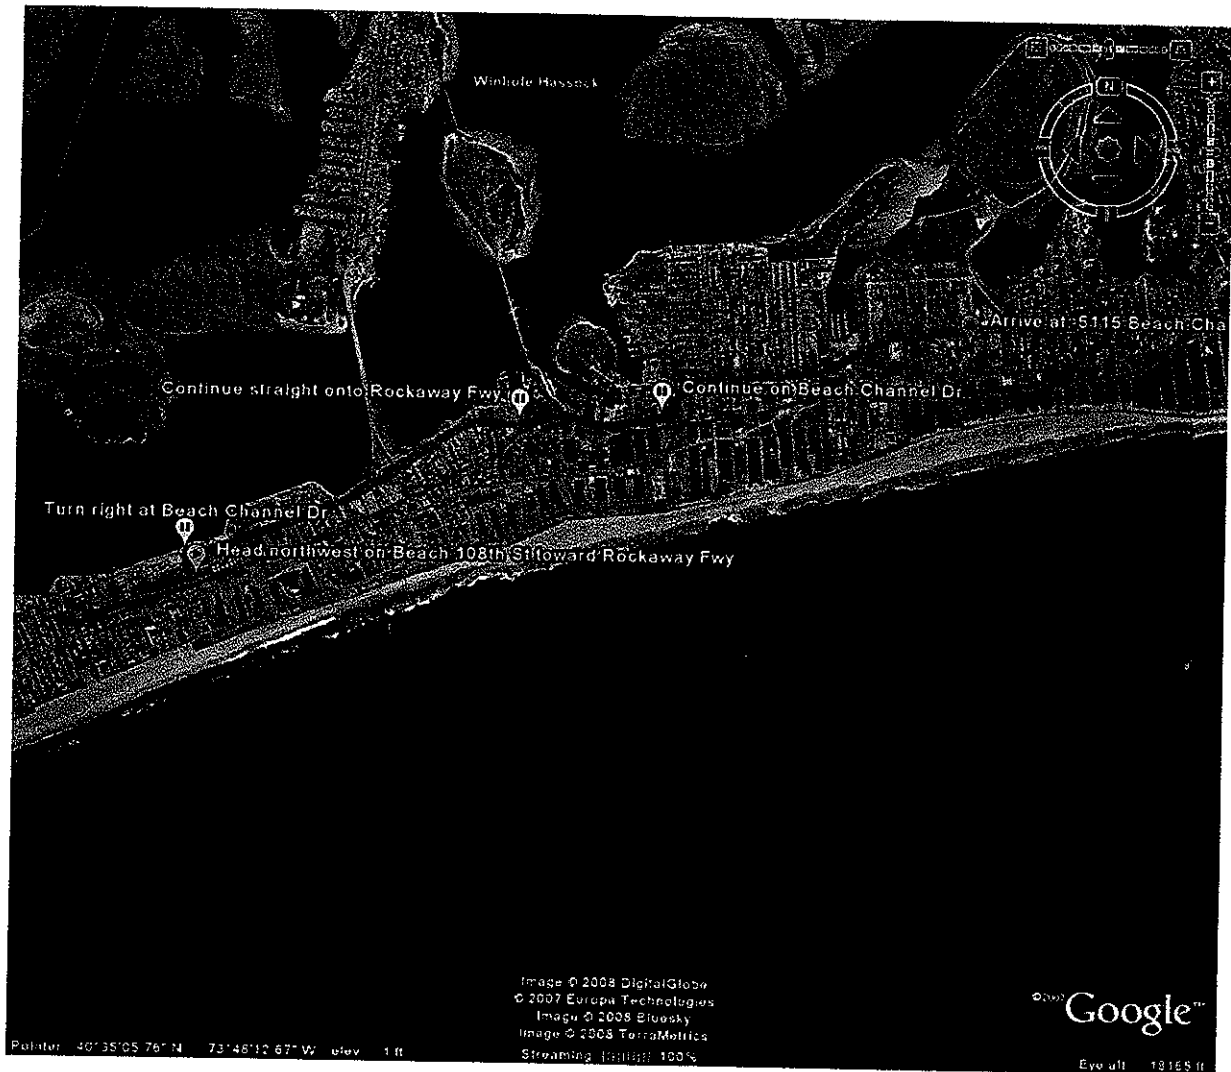 Winhole Hassock
N
Arrive at: 5115 Beach Cha
Continue straight onto Rockaway Fwy
Continue on Beach Channel Dr
Turn right at Beach Channel Dr
Head northwest on Beach 108th St toward Rockaway Fwy
Image © 2008 DigitalGlobe
© 2007 Europa Technologies
Image © 2008 Bluesky
Image © 2008 TerraMetrics
©2007 Google™
Pointer 40°35'05.76" N 73°48'12.67" W elev 1 ft
Streaming 100%
Eye alt 18165 ft